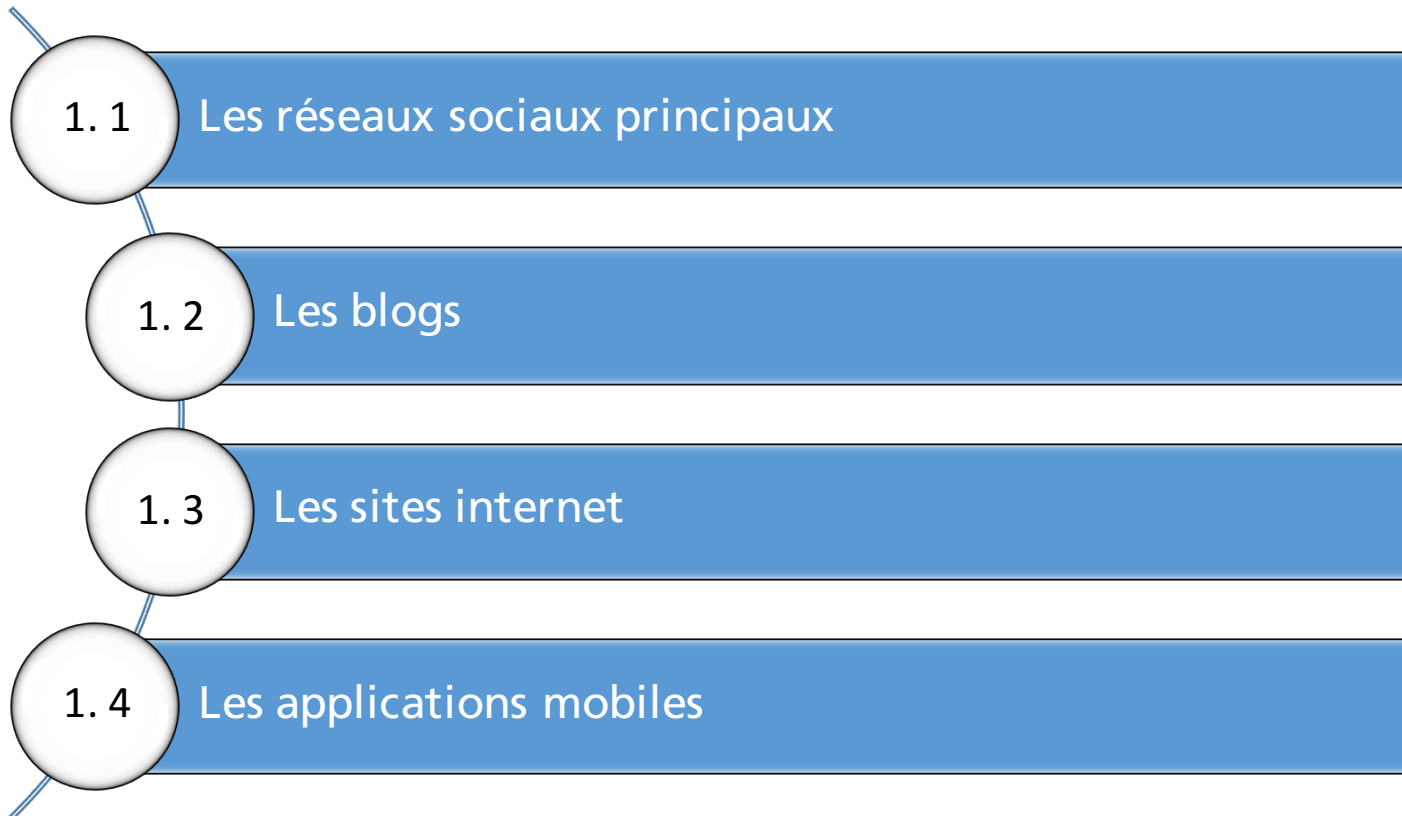 1. 1 Les réseaux sociaux principaux
1. 2 Les blogs
1. 3 Les sites internet
1. 4 Les applications mobiles